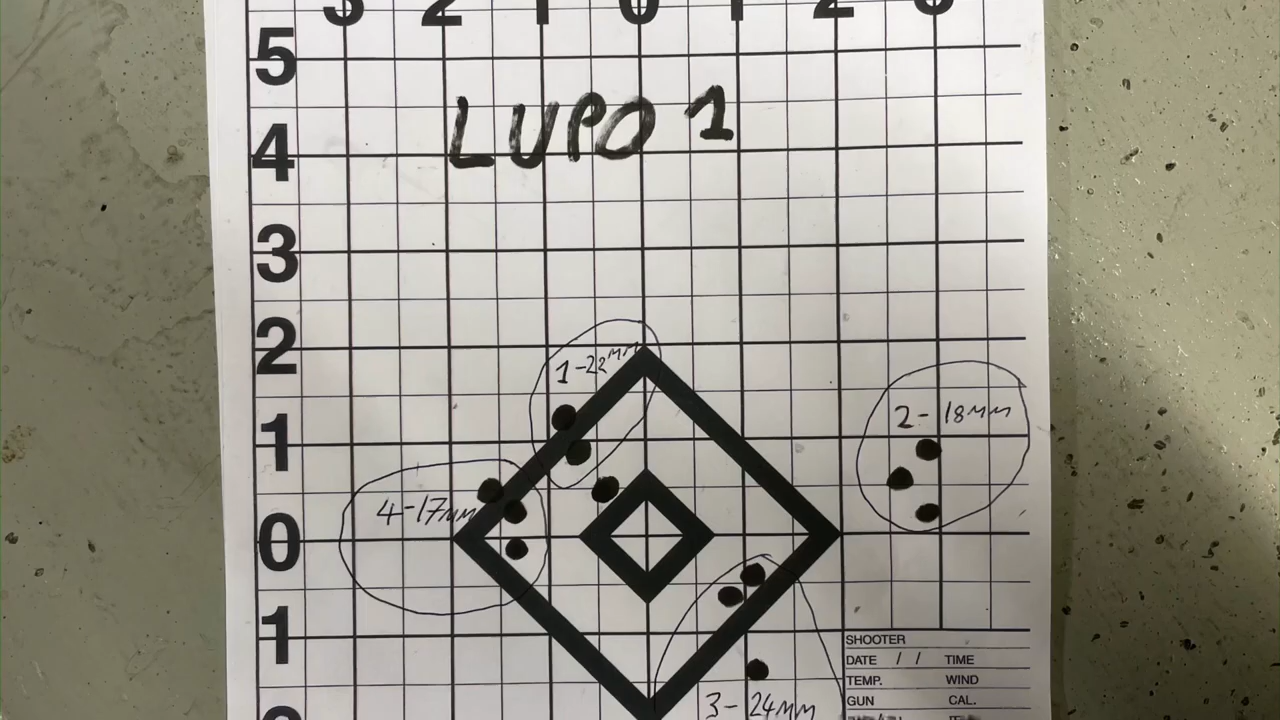 3 2 1 0 1 2 3
5
LUPO 1
4
3
2
1-22mm
2-18mm
1
4-17mm
0
1
SHOOTER
DATE / / TIME
TEMP. WIND
GUN CAL.
3-24mm